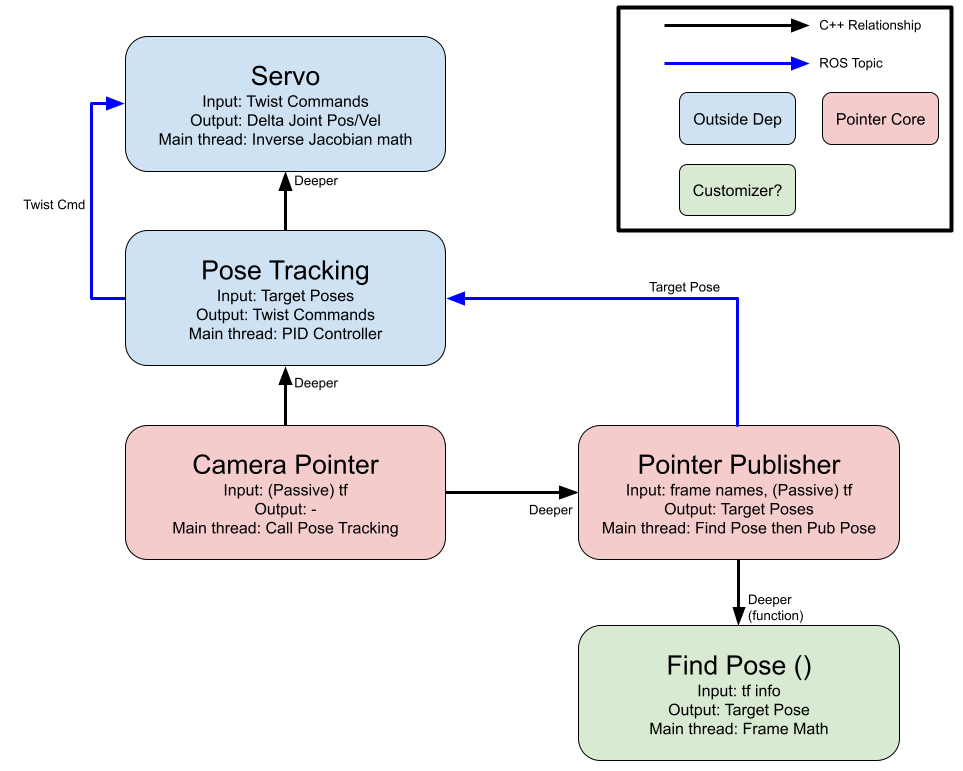 C++ Relationship
ROS Topic
Outside Dep
Pointer Core
Customizer?
Servo
Input: Twist Commands
Output: Delta Joint Pos/Vel
Main thread: Inverse Jacobian math
Deeper
Twist Cmd
Pose Tracking
Input: Target Poses
Output: Twist Commands
Main thread: PID Controller
Target Pose
Deeper
Camera Pointer
Input: (Passive) tf
Output: -
Main thread: Call Pose Tracking
Deeper
Pointer Publisher
Input: frame names, (Passive) tf
Output: Target Poses
Main thread: Find Pose then Pub Pose
Deeper
(function)
Find Pose ()
Input: tf info
Output: Target Pose
Main thread: Frame Math